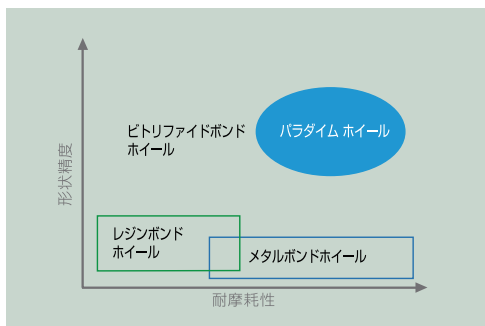 形状精度
ビトリファイドボンド
ホイール
パラダイム ホイール
レジンボンド
ホイール
メタルボンドホイール
耐摩耗性